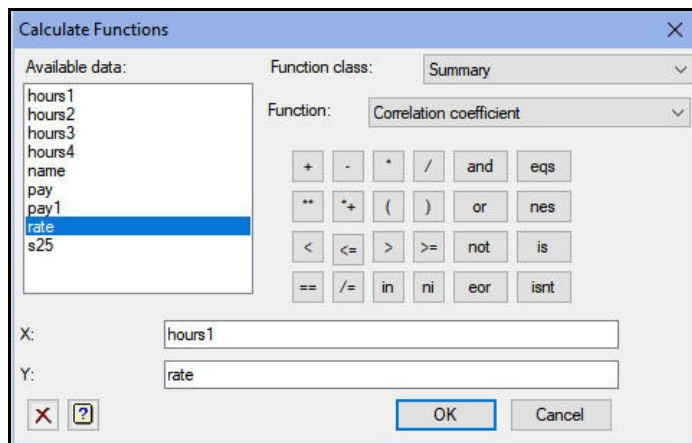 Calculate Functions
Available data:
Function class:
Summary
hours1
hours2
hours3
hours4
name
pay
pay1
rate
s25
Function:
Correlation coefficient
+ - * / and eqs
** *+ ( ) or nes
< <= > >= not is
== /= in ni eor isnt
X:
hours1
Y:
rate
?
OK
Cancel